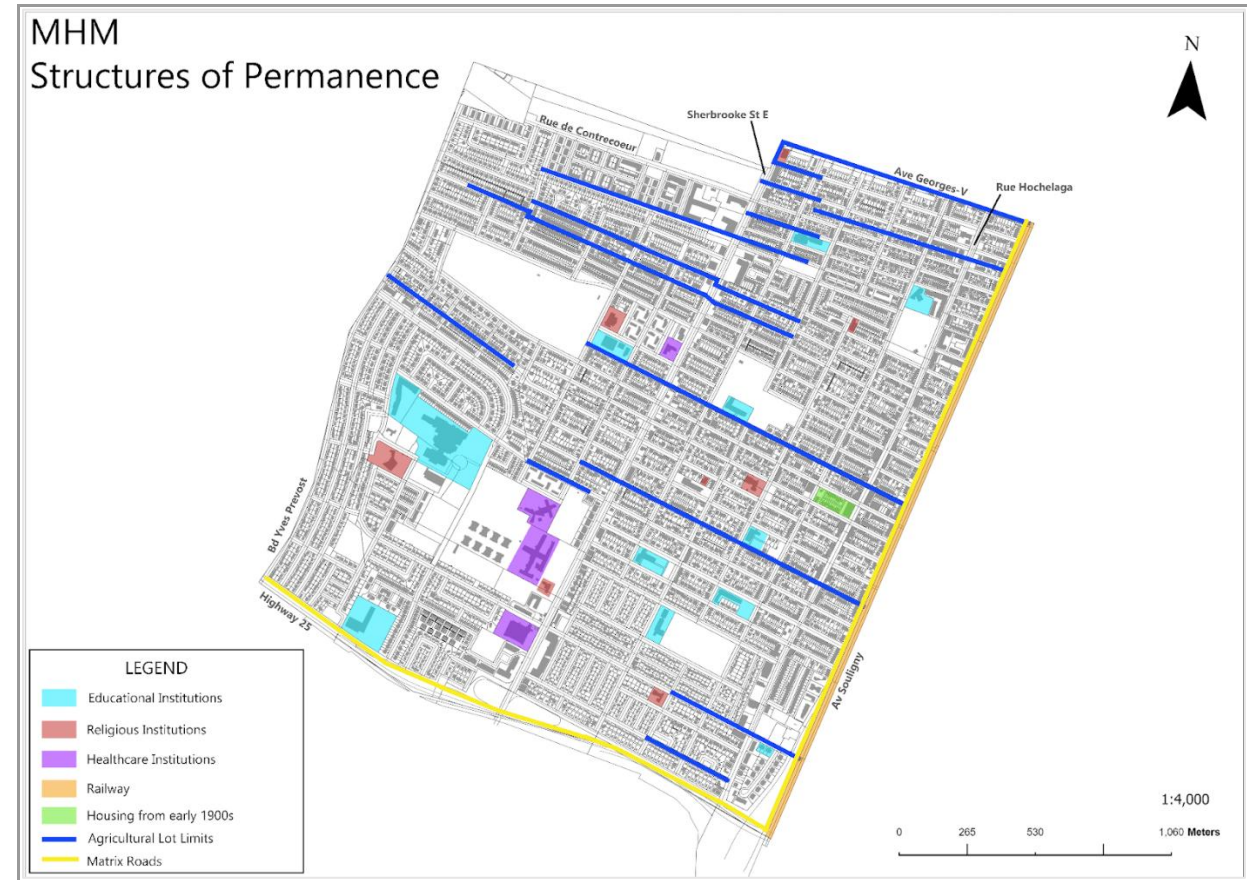 MHM
Structures of Permanence
N
Sherbrooke St E
Rue de Contrecoeur
Ave Georges-V
Rue Hochelaga
Bd Yves Prevost
Highway 25
Av Souligny
LEGEND
Educational Institutions
Religious Institutions
Healthcare Institutions
Railway
Housing from early 1900s
Agricultural Lot Limits
Matrix Roads
1:4,000
0 265 530 1,060 Meters